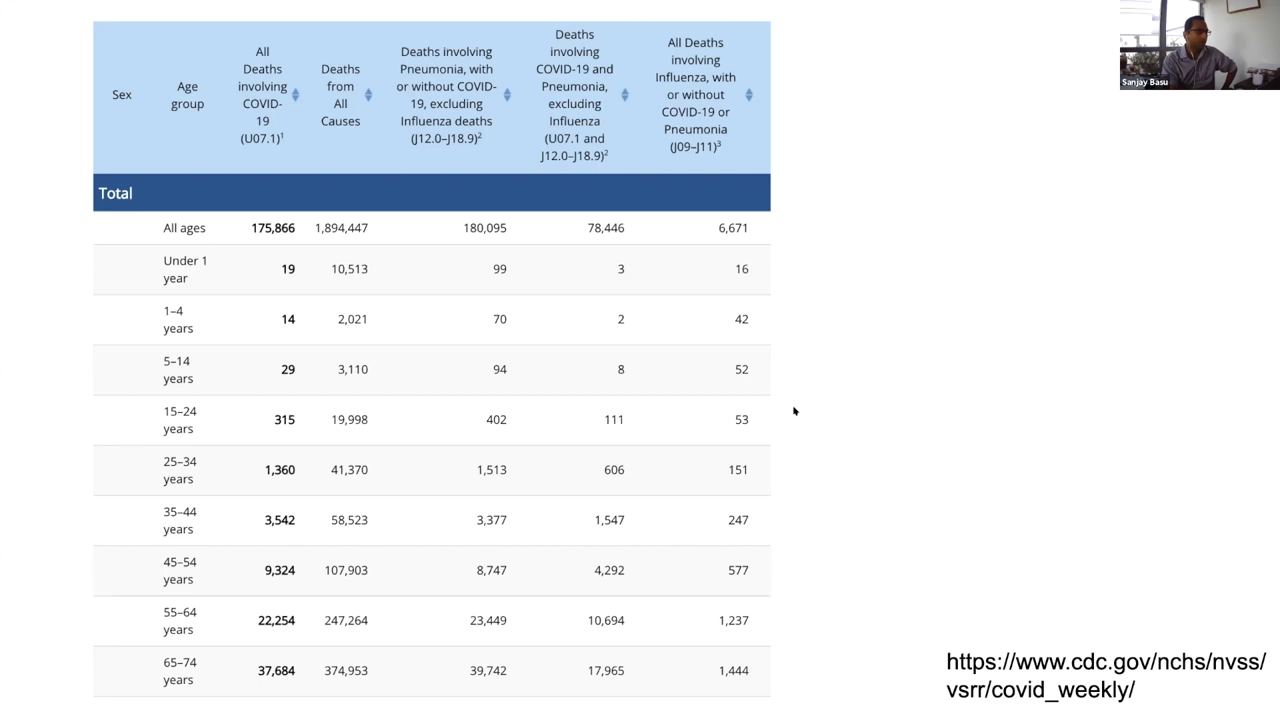 Sex
Age
group
All
Deaths
involving
COVID-
19
(U07.1)1
Deaths
from
All
Causes
Deaths involving
Pneumonia, with
or without COVID-
19, excluding
Influenza deaths
(J12.0–J18.9)2
Deaths
involving
COVID-19 and
Pneumonia,
excluding
Influenza
(U07.1 and
J12.0–J18.9)2
All Deaths
involving
Influenza, with
or without
COVID-19 or
Pneumonia
(J09–J11)3
Total
All ages 175,866 1,894,447 180,095 78,446 6,671
Under 1
year
19 10,513 99 3 16
1–4
years
14 2,021 70 2 42
5–14
years
29 3,110 94 8 52
15–24
years
315 19,998 402 111 53
25–34
years
1,360 41,370 1,513 606 151
35–44
years
3,542 58,523 3,377 1,547 247
45–54
years
9,324 107,903 8,747 4,292 577
55–64
years
22,254 247,264 23,449 10,694 1,237
65–74
years
37,684 374,953 39,742 17,965 1,444
Sanjay Basu
https://www.cdc.gov/nchs/nvss/
vsrr/covid_weekly/